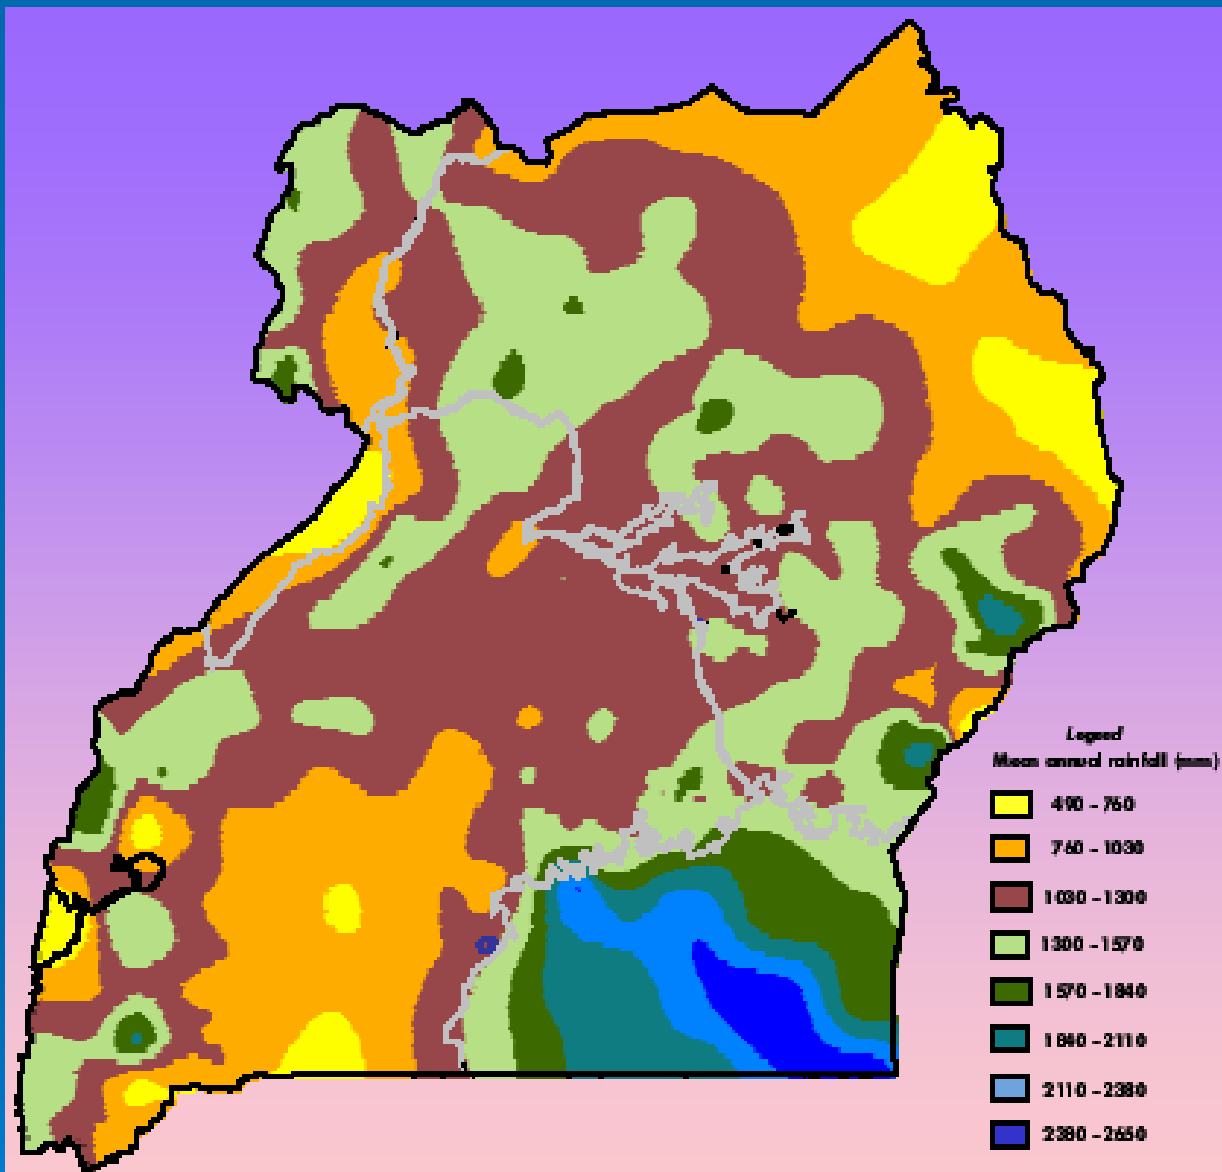 Legend
Mean annual rainfall (mm)
490 - 760
760 - 1030
1030 - 1300
1300 - 1570
1570 - 1840
1840 - 2110
2110 - 2380
2380 - 2650